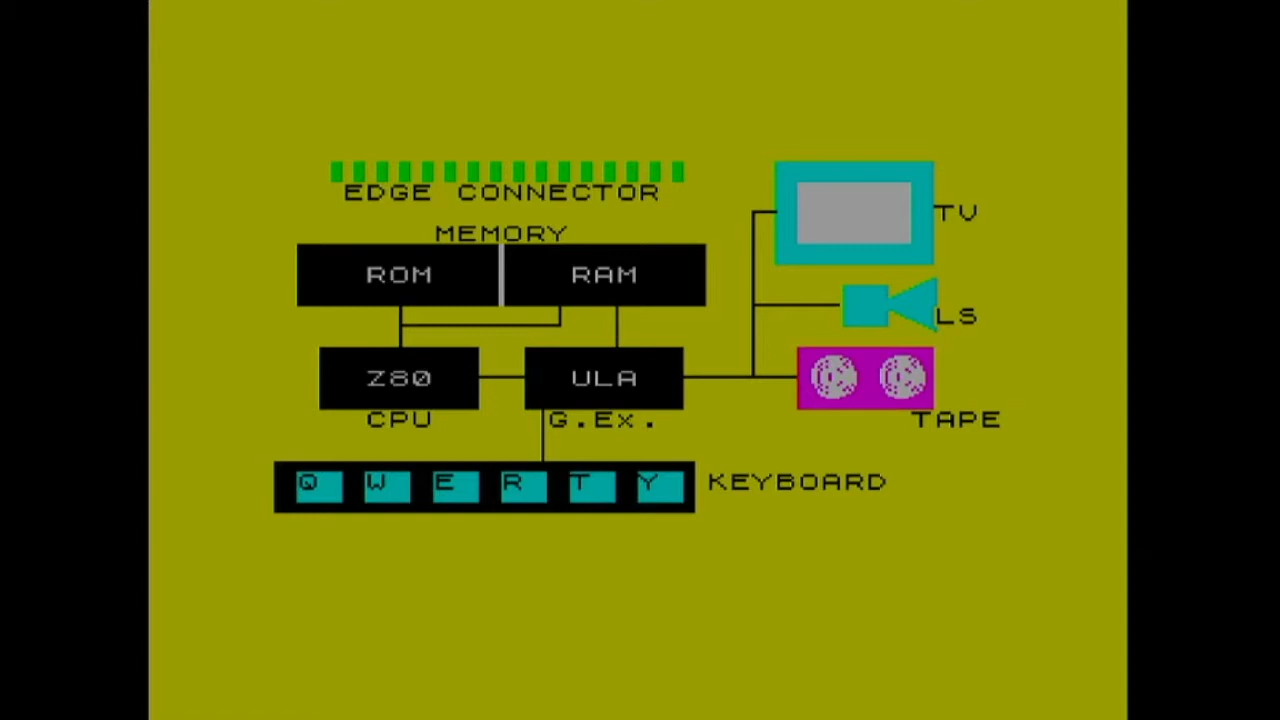 EDGE CONNECTOR
TV
MEMORY
ROM RAM
LS
Z80 ULA
CPU G.Ex. TAPE
Q W E R T Y KEYBOARD